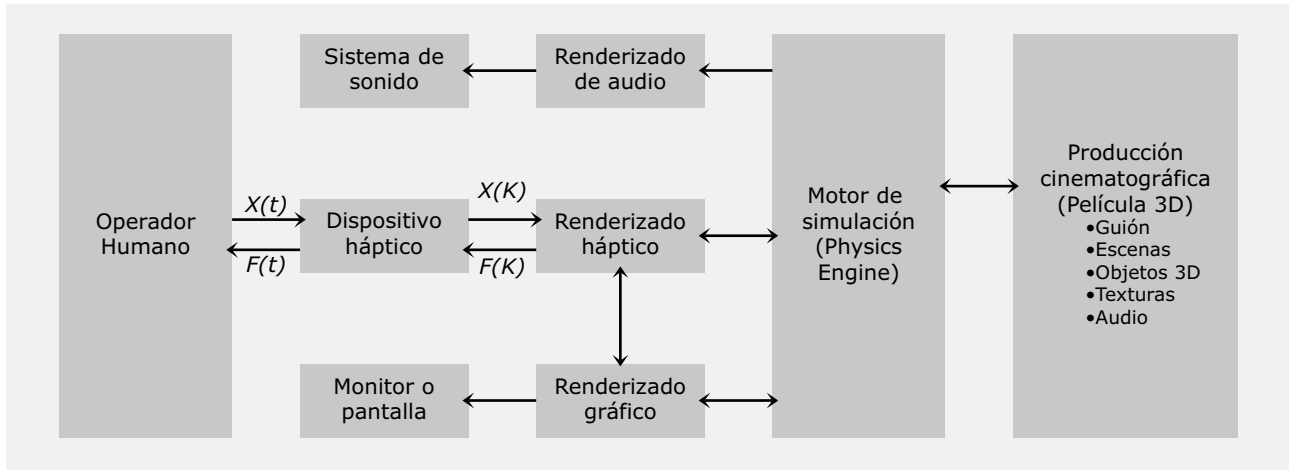 Sistema de
sonido
Renderizado
de audio
Operador
Humano
X(t)
F(t)
Dispositivo
háptico
X(K)
F(K)
Renderizado
háptico
Monitor o
pantalla
Renderizado
gráfico
Motor de
simulación
(Physics
Engine)
Producción
cinematográfica
(Película 3D)
•Guión
•Escenas
•Objetos 3D
•Texturas
•Audio